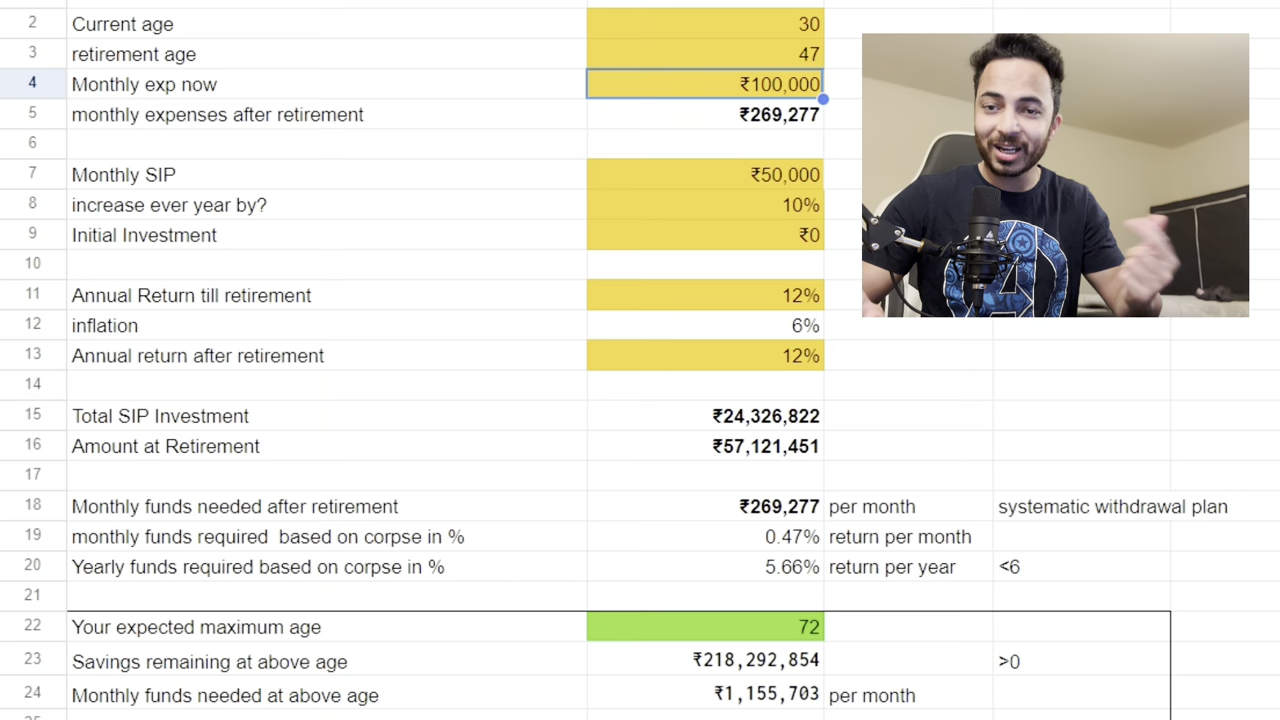 2 Current age 30
3 retirement age 47
4 Monthly exp now ₹100,000
5 monthly expenses after retirement ₹269,277
6
7 Monthly SIP ₹50,000
8 increase ever year by? 10%
9 Initial Investment ₹0
10
11 Annual Return till retirement 12%
12 inflation 6%
13 Annual return after retirement 12%
14
15 Total SIP Investment ₹24,326,822
16 Amount at Retirement ₹57,121,451
17
18 Monthly funds needed after retirement ₹269,277 per month systematic withdrawal plan
19 monthly funds required based on corpse in % 0.47% return per month
20 Yearly funds required based on corpse in % 5.66% return per year <6
21
22 Your expected maximum age 72
23 Savings remaining at above age ₹218,292,854 >0
24 Monthly funds needed at above age ₹1,155,703 per month